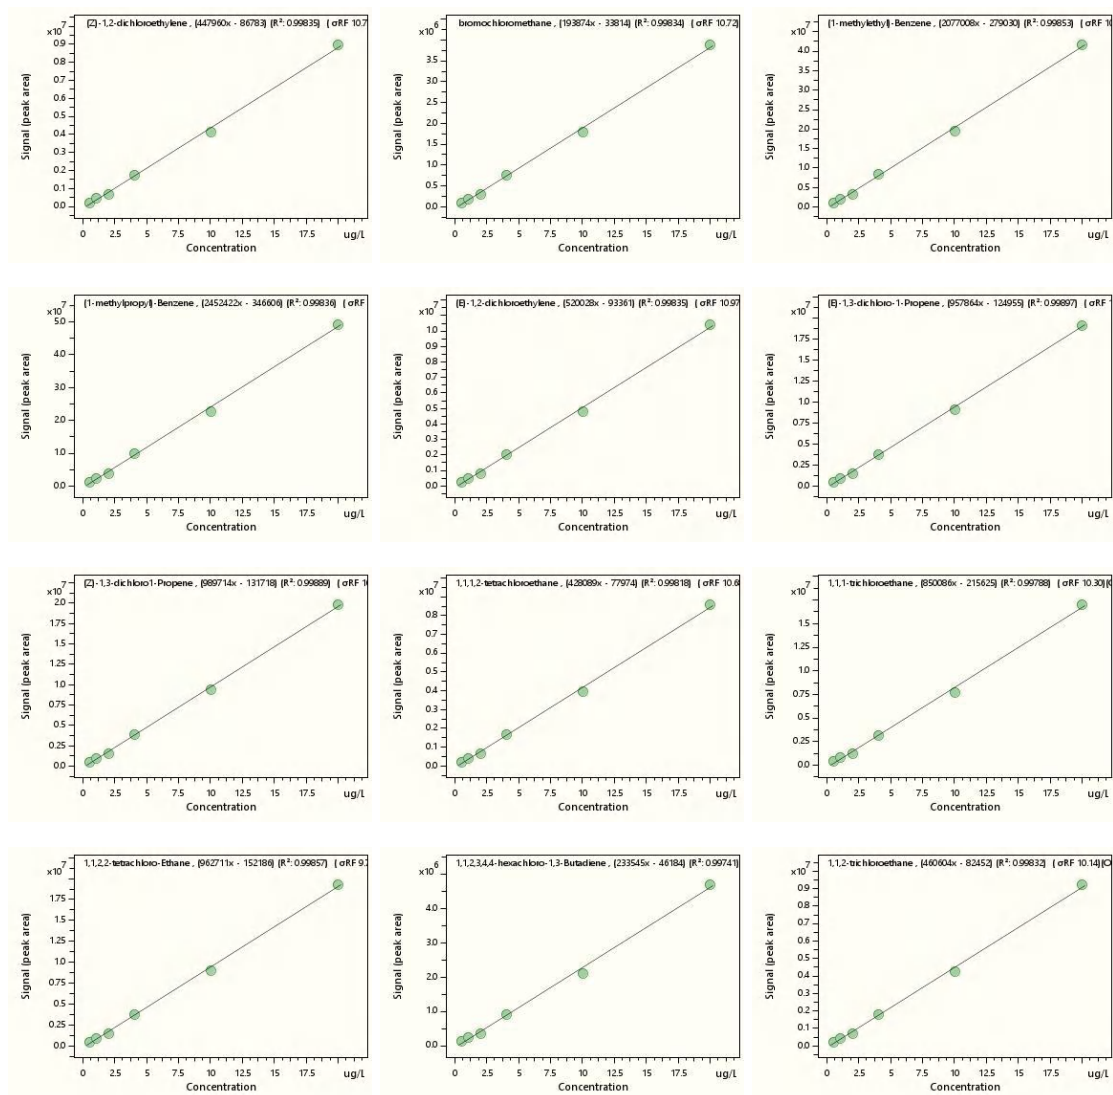 (Z)-1,2-dichloroethylene , (447960x - 86783) (R²: 0.99835) ( σRF 10.7
x10⁷
0.9
0.8
0.7
0.6
0.5
0.4
0.3
0.2
0.1
0.0
Signal (peak area)
0 2.5 5 7.5 10 12.5 15 17.5 ug/L
Concentration
bromochloromethane , (193874x - 33814) (R²: 0.99834) ( σRF 10.72)
x10⁶
3.5
3.0
2.5
2.0
1.5
1.0
0.5
0.0
Signal (peak area)
0 2.5 5 7.5 10 12.5 15 17.5 ug/L
Concentration
(1-methylethyl)-Benzene , (2077008x - 279030) (R²: 0.99853) ( σRF 10
x10⁷
4.0
3.5
3.0
2.5
2.0
1.5
1.0
0.5
0.0
Signal (peak area)
0 2.5 5 7.5 10 12.5 15 17.5 ug/L
Concentration
(1-methylpropyl)-Benzene , (2452422x - 346606) (R²: 0.99836) ( σRF
x10⁷
5.0
4.0
3.0
2.0
1.0
0.0
Signal (peak area)
0 2.5 5 7.5 10 12.5 15 17.5 ug/L
Concentration
(E)-1,2-dichloroethylene , (520028x - 93361) (R²: 0.99835) ( σRF 10.97
x10⁷
1.0
0.9
0.8
0.7
0.6
0.5
0.4
0.3
0.2
0.1
0.0
Signal (peak area)
0 2.5 5 7.5 10 12.5 15 17.5 ug/L
Concentration
(E)-1,3-dichloro-1-Propene , (957864x - 124955) (R²: 0.99897) ( σRF
x10⁷
1.75
1.5
1.25
1.0
0.75
0.5
0.25
0.0
Signal (peak area)
0 2.5 5 7.5 10 12.5 15 17.5 ug/L
Concentration
(Z)-1,3-dichloro1-Propene , (989714x - 131718) (R²: 0.99889) ( σRF 10
x10⁷
2.0
1.75
1.5
1.25
1.0
0.75
0.5
0.25
0.0
Signal (peak area)
0 2.5 5 7.5 10 12.5 15 17.5 ug/L
Concentration
1,1,1,2-tetrachloroethane , (428089x - 77974) (R²: 0.99818) ( σRF 10.6
x10⁷
0.8
0.7
0.6
0.5
0.4
0.3
0.2
0.1
0.0
Signal (peak area)
0 2.5 5 7.5 10 12.5 15 17.5 ug/L
Concentration
1,1,1-trichloroethane , (850086x - 215625) (R²: 0.99788) ( σRF 10.30)
x10⁷
1.5
1.25
1.0
0.75
0.5
0.25
0.0
Signal (peak area)
0 2.5 5 7.5 10 12.5 15 17.5 ug/L
Concentration
1,1,2,2-tetrachloro-Ethane , (962711x - 152186) (R²: 0.99857) ( σRF 9.
x10⁷
1.75
1.5
1.25
1.0
0.75
0.5
0.25
0.0
Signal (peak area)
0 2.5 5 7.5 10 12.5 15 17.5 ug/L
Concentration
1,1,2,3,4,4-hexachloro-1,3-Butadiene , (233545x - 46184) (R²: 0.99741)
x10⁶
4.0
3.0
2.0
1.0
0.0
Signal (peak area)
0 2.5 5 7.5 10 12.5 15 17.5 ug/L
Concentration
1,1,2-trichloroethane , (460604x - 82452) (R²: 0.99832) ( σRF 10.14)
x10⁷
0.9
0.8
0.7
0.6
0.5
0.4
0.3
0.2
0.1
0.0
Signal (peak area)
0 2.5 5 7.5 10 12.5 15 17.5 ug/L
Concentration